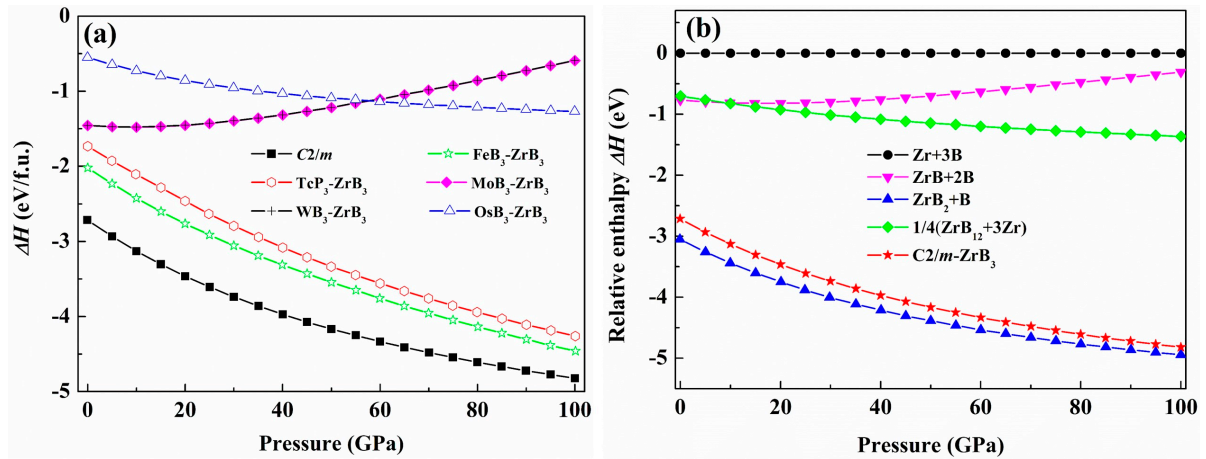 (a)
0
-1
-2
-3
-4
-5
ΔH (eV/f.u.)
C2/m
TcP₃-ZrB₃
WB₃-ZrB₃
FeB₃-ZrB₃
MoB₃-ZrB₃
OsB₃-ZrB₃
0 20 40 60 80 100
Pressure (GPa)
(b)
0
-1
-2
-3
-4
-5
Relative enthalpy ΔH (eV)
Zr+3B
ZrB+2B
ZrB₂+B
1/4(ZrB₁₂+3Zr)
C2/m-ZrB₃
0 20 40 60 80 100
Pressure (GPa)